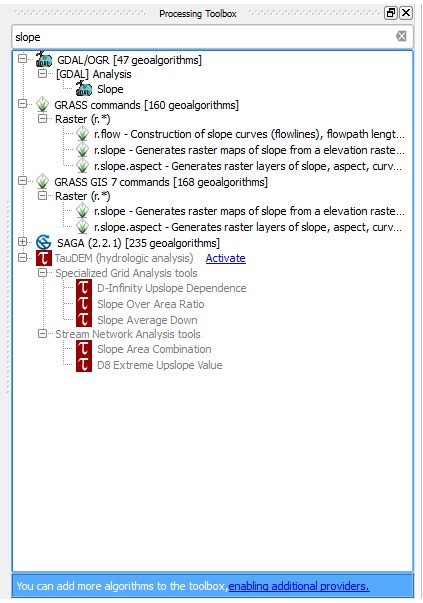 Processing Toolbox
slope
GDAL/OGR [47 geoalgorithms]
[GDAL] Analysis
Slope
GRASS commands [160 geoalgorithms]
Raster (r.*)
r.flow - Construction of slope curves (flowlines), flowpath lengt...
r.slope - Generates raster maps of slope from a elevation raste...
r.slope.aspect - Generates raster layers of slope, aspect, curv...
GRASS GIS 7 commands [168 geoalgorithms]
Raster (r.*)
r.slope - Generates raster maps of slope from a elevation raste...
r.slope.aspect - Generates raster layers of slope, aspect, curv...
SAGA (2.2.1) [235 geoalgorithms]
TauDEM (hydrologic analysis) Activate
Specialized Grid Analysis tools
D-Infinity Upslope Dependence
Slope Over Area Ratio
Slope Average Down
Stream Network Analysis tools
Slope Area Combination
D8 Extreme Upslope Value
You can add more algorithms to the toolbox, enabling additional providers.